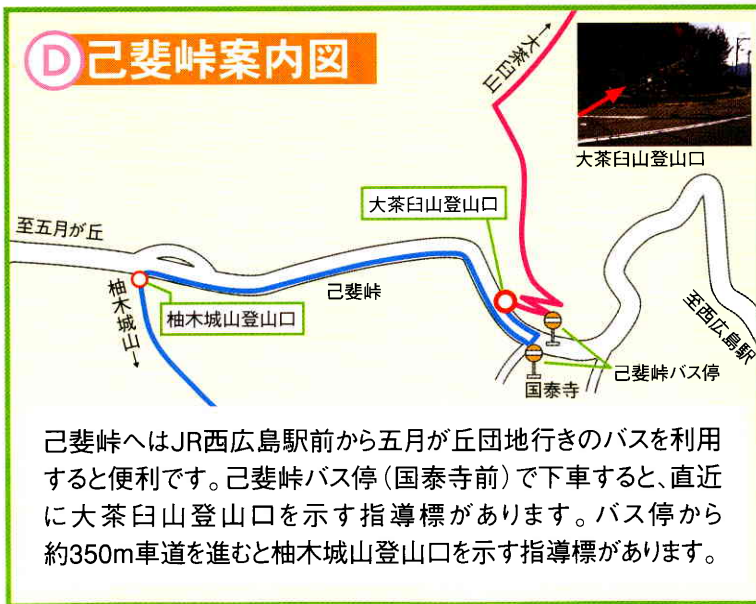 D 己斐峠案内図
↑大茶臼山
大茶臼山登山口
大茶臼山登山口
至五月が丘
己斐峠
柚木城山登山口
柚木城山→
至西広島駅
己斐峠バス停
国泰寺
己斐峠へはJR西広島駅前から五月が丘団地行きのバスを利用
すると便利です。己斐峠バス停(国泰寺前)で下車すると、直近
に大茶臼山登山口を示す指導標があります。バス停から
約350m車道を進むと柚木城山登山口を示す指導標があります。